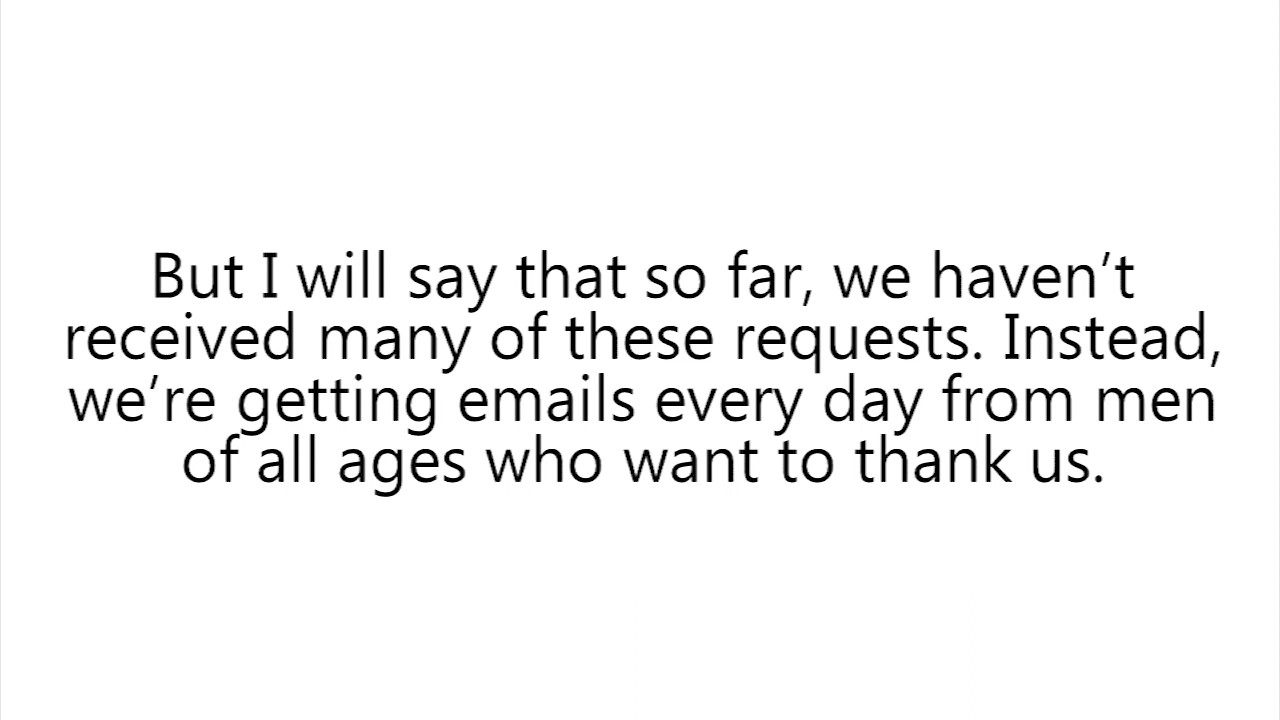 But I will say that so far, we haven’t
received many of these requests. Instead,
we’re getting emails every day from men
of all ages who want to thank us.